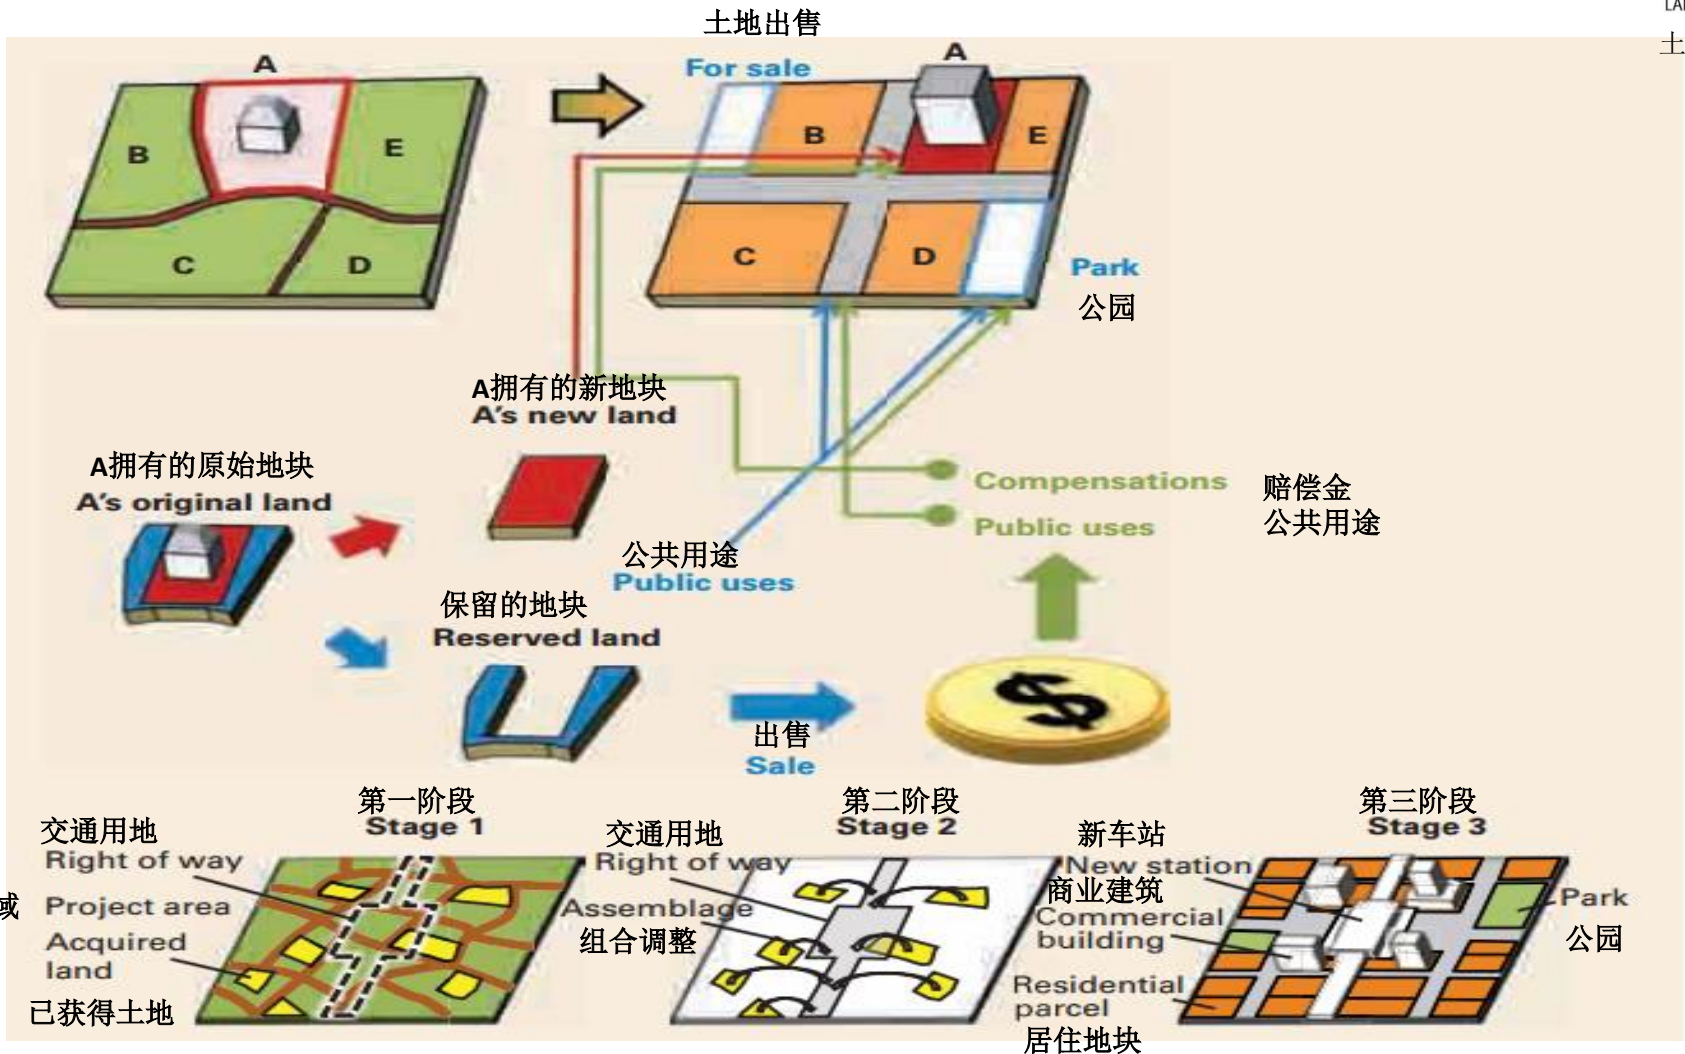 土地出售
LA
土
A
For sale
A
B
E
B
E
C
D
C
D
Park
公园
A拥有的新地块
A's new land
A拥有的原始地块
A's original land
Compensations
赔偿金
Public uses
公共用途
公共用途
Public uses
保留的地块
Reserved land
$
出售
Sale
第一阶段
Stage 1
交通用地
Right of way
域
Project area
Acquired
land
已获得土地
第二阶段
Stage 2
交通用地
Right of way
Assemblage
组合调整
第三阶段
Stage 3
新车站
New station
商业建筑
Commercial
building
Park
公园
Residential
parcel
居住地块